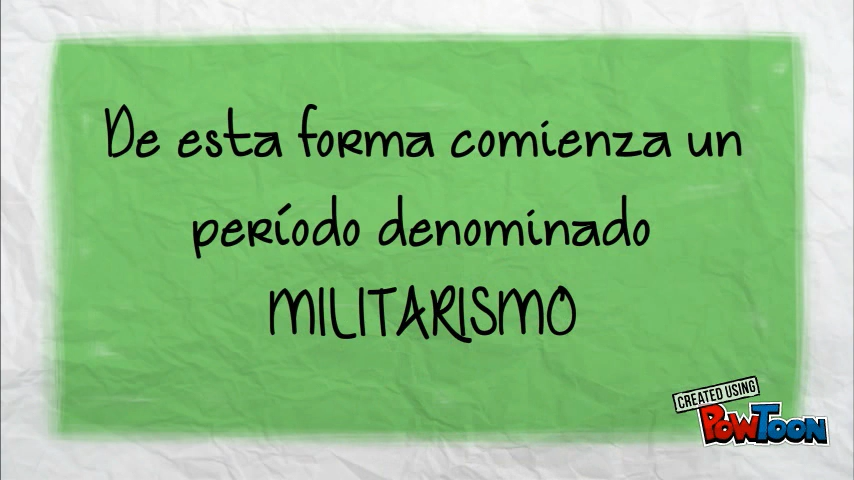 De esta forma comienza un
período denominado
MILITARISMO
CREATED USING
POWTOON